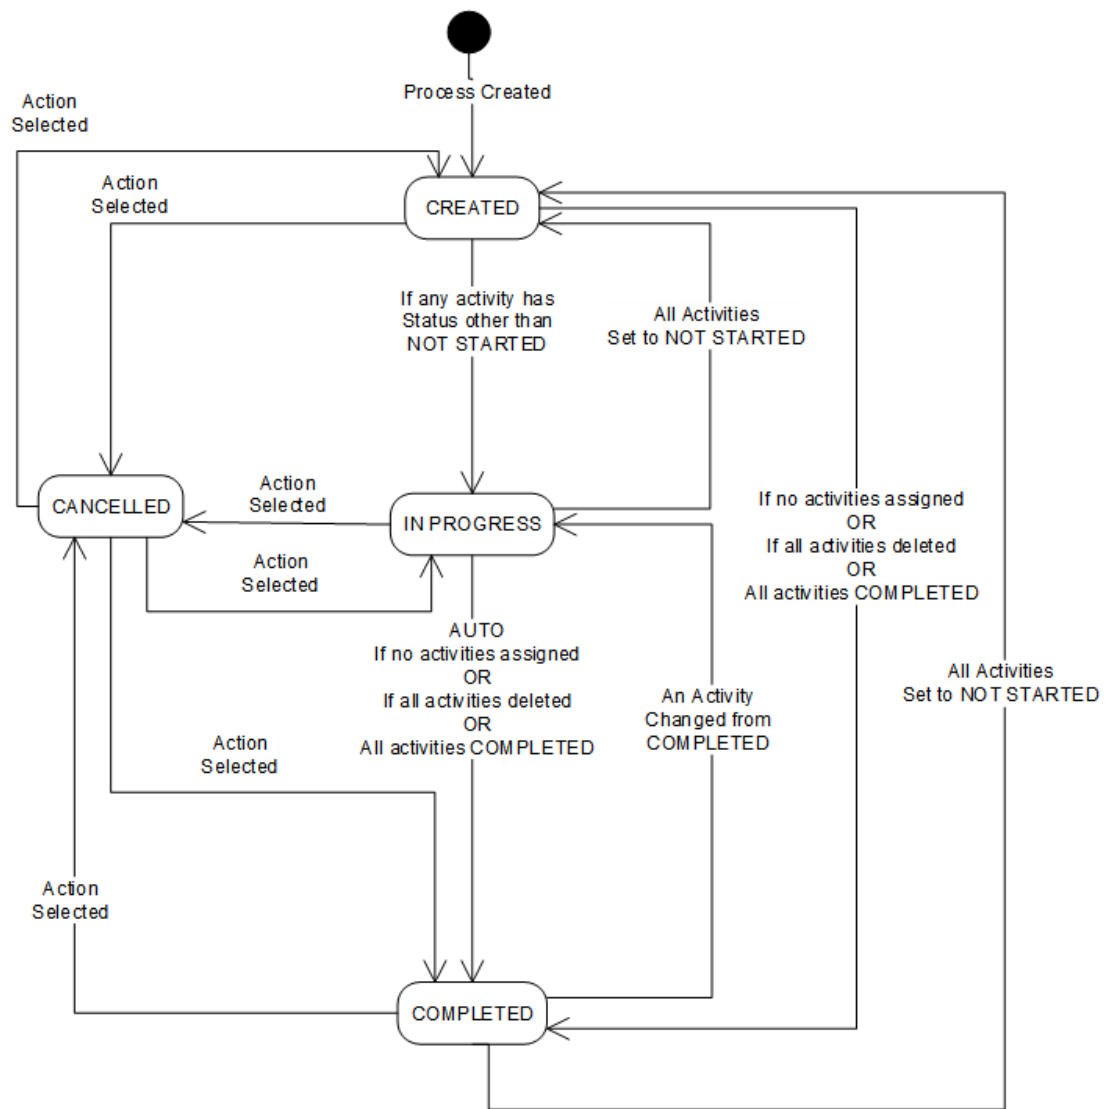 Process Created
Action
Selected
Action
Selected
CREATED
If any activity has
Status other than
NOT STARTED
All Activities
Set to NOT STARTED
CANCELLED
Action
Selected
IN PROGRESS
If no activities assigned
OR
If all activities deleted
OR
All activities COMPLETED
Action
Selected
AUTO
If no activities assigned
OR
If all activities deleted
OR
All activities COMPLETED
An Activity
Changed from
COMPLETED
All Activities
Set to NOT STARTED
Action
Selected
Action
Selected
COMPLETED